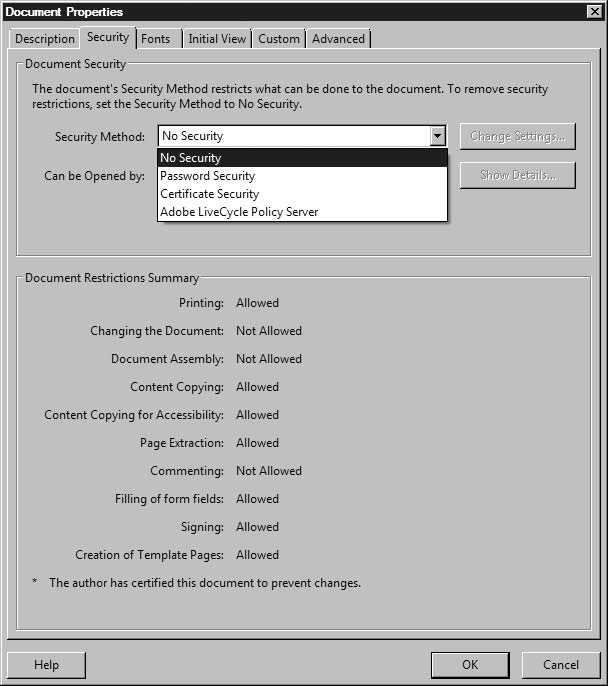 Document Properties
Description Security Fonts Initial View Custom Advanced
Document Security
The document's Security Method restricts what can be done to the document. To remove security
restrictions, set the Security Method to No Security.
Security Method: No Security Change Settings...
No Security
Can be Opened by: Password Security Show Details...
Certificate Security
Adobe LiveCycle Policy Server
Document Restrictions Summary
Printing: Allowed
Changing the Document: Not Allowed
Document Assembly: Not Allowed
Content Copying: Allowed
Content Copying for Accessibility: Allowed
Page Extraction: Allowed
Commenting: Not Allowed
Filling of form fields: Allowed
Signing: Allowed
Creation of Template Pages: Allowed
* The author has certified this document to prevent changes.
Help OK Cancel